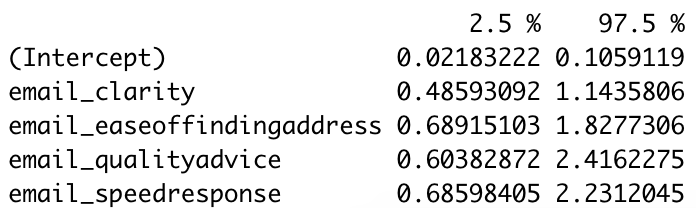 2.5 % 97.5 %
(Intercept) 0.02183222 0.1059119
email_clarity 0.48593092 1.1435806
email_easeoffindingaddress 0.68915103 1.8277306
email_qualityadvice 0.60382872 2.4162275
email_speedresponse 0.68598405 2.2312045